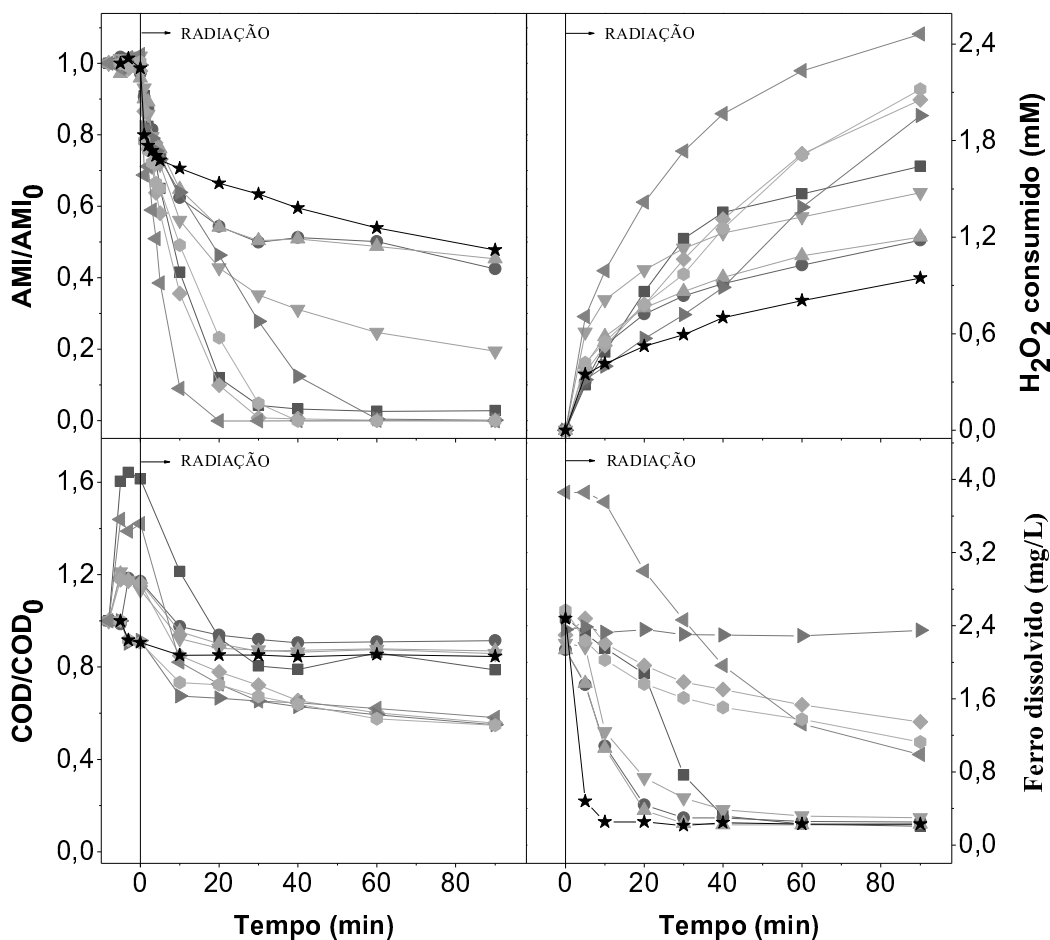 RADIAÇÃO
1,0
0,8
0,6
0,4
0,2
0,0
AMI/AMI0
RADIAÇÃO
2,4
1,8
1,2
0,6
0,0
H2O2 consumido (mM)
RADIAÇÃO
1,6
1,2
0,8
0,4
0,0
COD/COD0
0 20 40 60 80
Tempo (min)
RADIAÇÃO
4,0
3,2
2,4
1,6
0,8
0,0
Ferro dissolvido (mg/L)
0 20 40 60 80
Tempo (min)